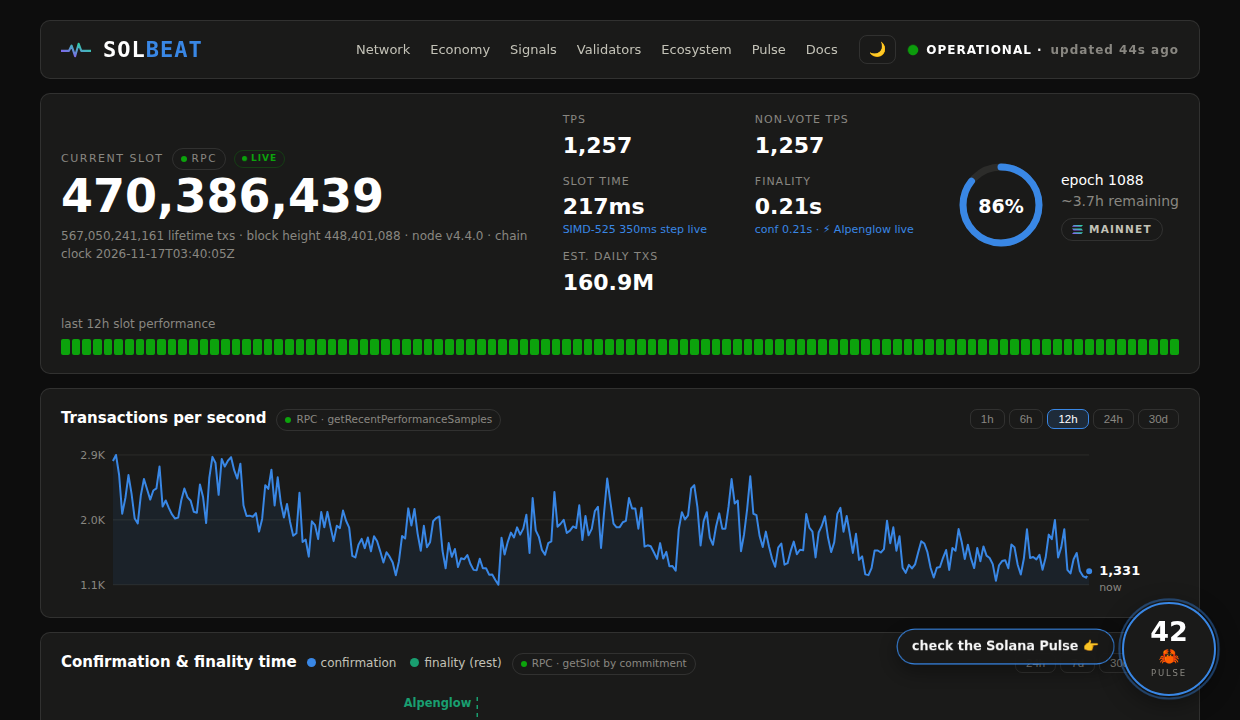 SOLBEAT
Network Economy Signals Validators Ecosystem Pulse Docs
OPERATIONAL · updated 44s ago
CURRENT SLOT RPC LIVE
470,386,439
567,050,241,161 lifetime txs · block height 448,401,088 · node v4.4.0 · chain
clock 2026-11-17T03:40:05Z
TPS
1,257
NON-VOTE TPS
1,257
SLOT TIME
217ms
SIMD-525 350ms step live
FINALITY
0.21s
conf 0.21s · ⚡ Alpenglow live
EST. DAILY TXS
160.9M
86%
epoch 1088
~3.7h remaining
MAINNET
last 12h slot performance
Transactions per second RPC · getRecentPerformanceSamples
1h 6h 12h 24h 30d
2.9K
2.0K
1.1K
1,331
now
Confirmation & finality time confirmation finality (rest) RPC · getSlot by commitment
check the Solana Pulse 👉
42
🦀
PULSE
Alpenglow